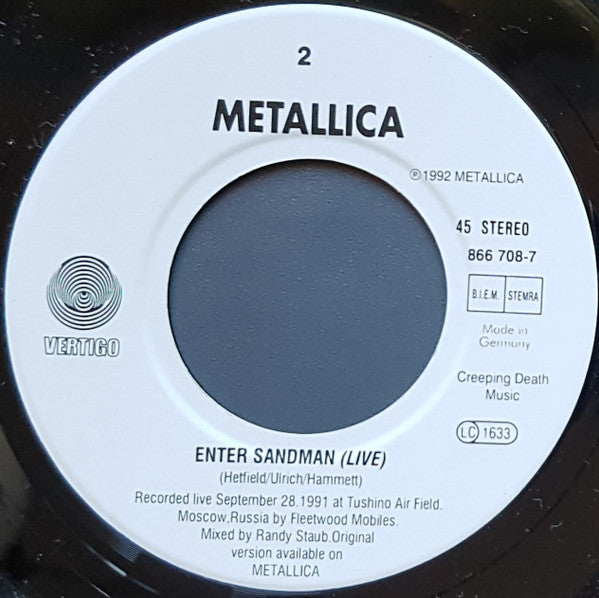 2
METALLICA
℗1992 METALLICA
45 STEREO
866 708-7
B.I.E.M. STEMRA
Made in
Germany
Creeping Death
Music
LC 1633
VERTIGO
ENTER SANDMAN (LIVE)
(Hetfield/Ulrich/Hammett)
Recorded live September 28,1991 at Tushino Air Field.
Moscow,Russia by Fleetwood Mobiles.
Mixed by Randy Staub.Original
version available on
METALLICA